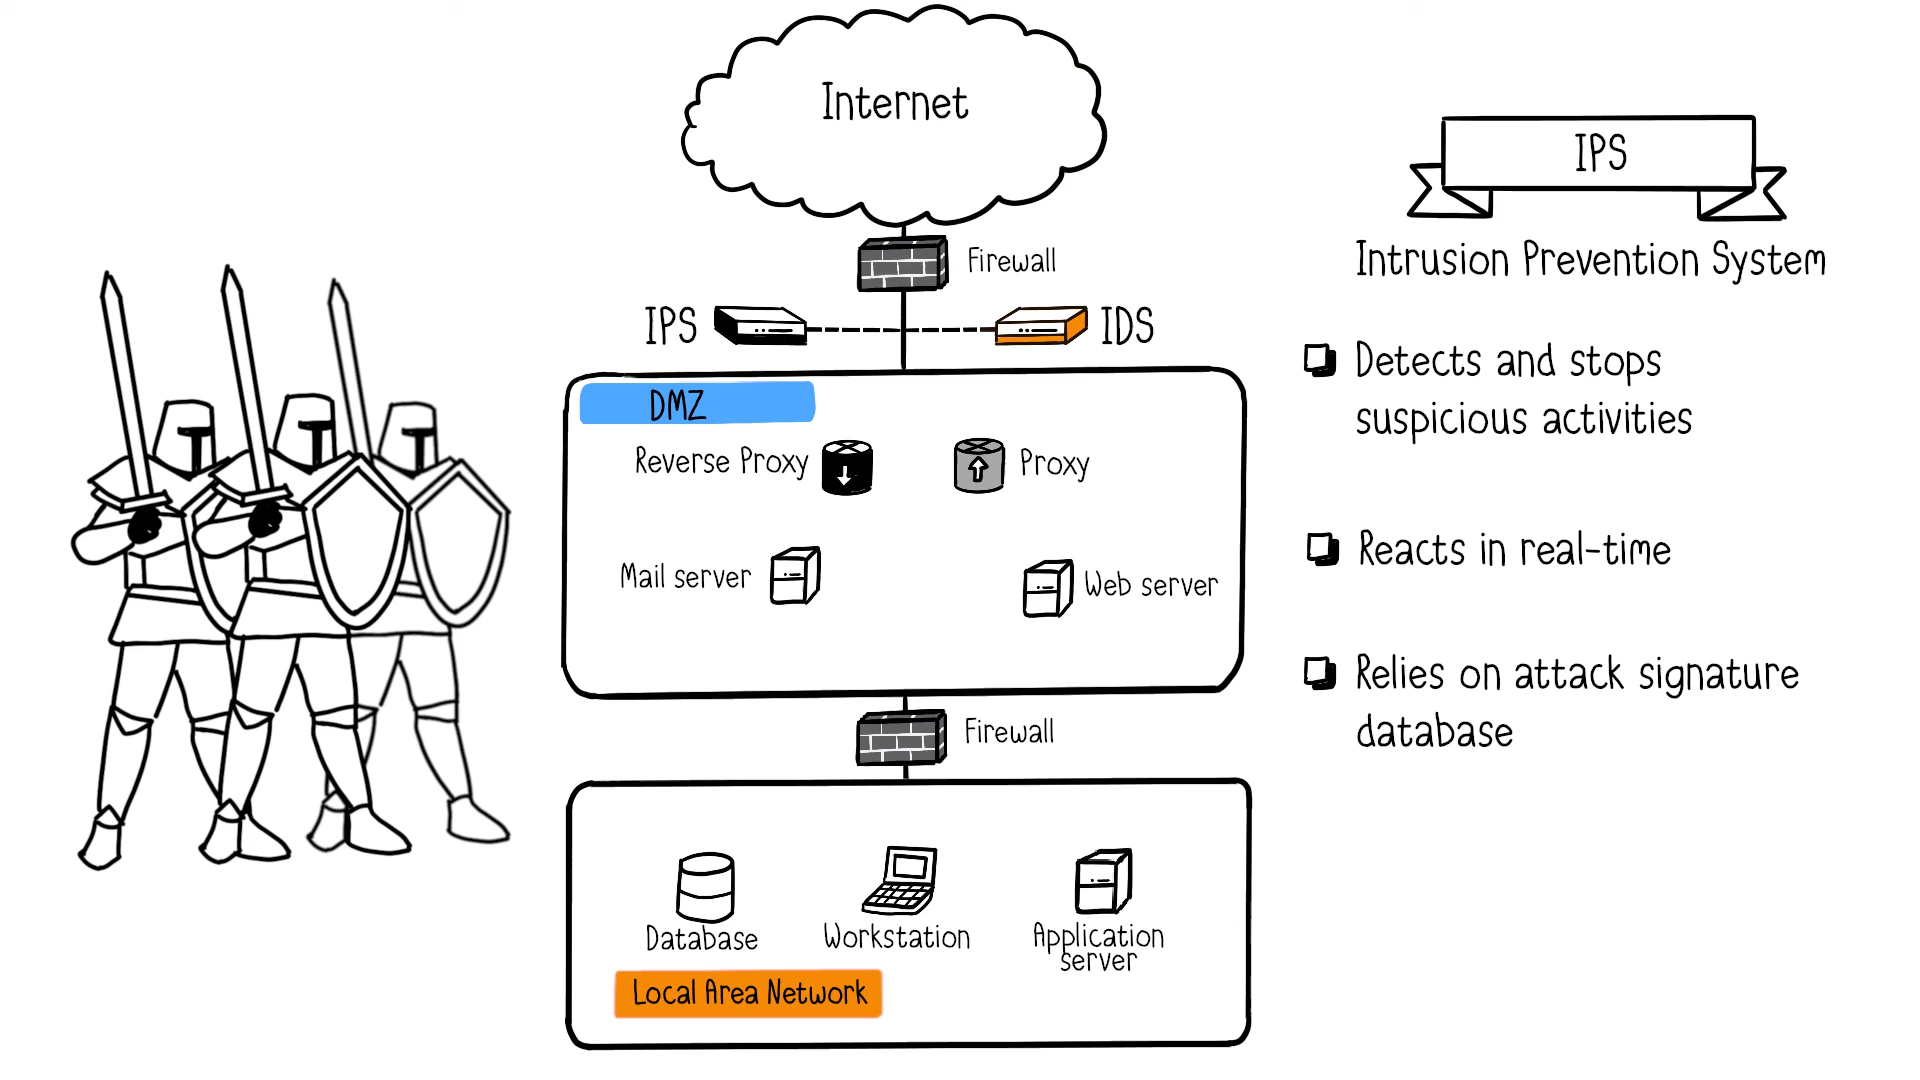 Internet
Firewall
IPS
IDS
DMZ
Reverse Proxy
Proxy
Mail server
Web server
Firewall
Database
Workstation
Application
server
Local Area Network
IPS
Intrusion Prevention System
Detects and stops
suspicious activities
Reacts in real-time
Relies on attack signature
database